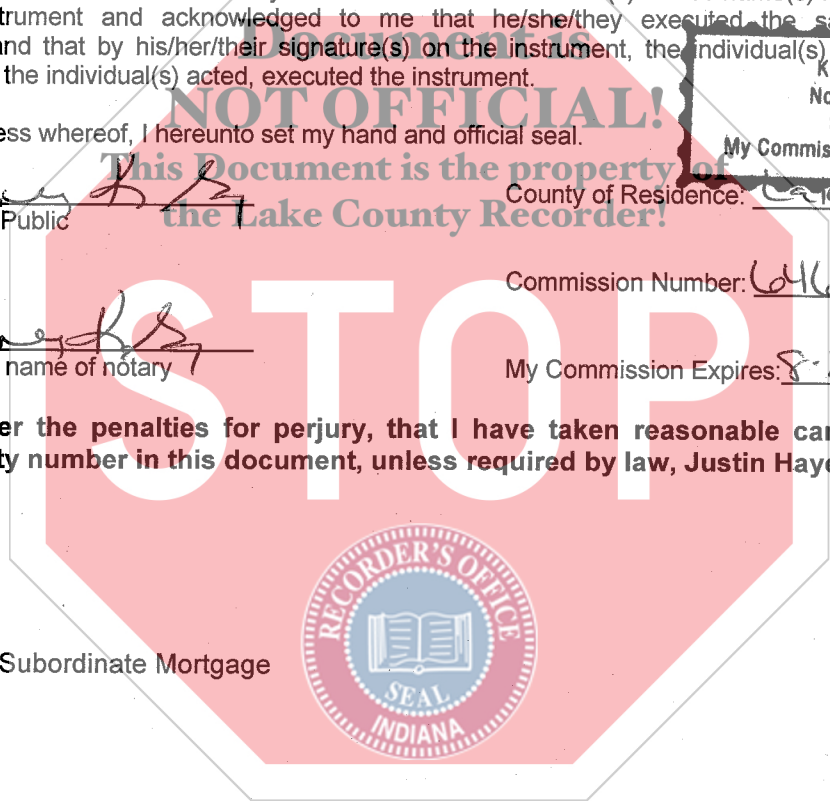 trument and acknowledged to me that he/she/they executed the
Document is
nd that by his/her/their signature(s) on the instrument, the individual(s)
the individual(s) acted, executed the instrument.
NOT OFFICIAL!
ess whereof, I hereunto set my hand and official seal.
My Commis
This Document is the property of
County of Residence:
Public
the Lake County Recorder!
Commission Number: 646
STOP
name of notary
My Commission Expires: 8-
er the penalties for perjury, that I have taken reasonable car
ty number in this document, unless required by law, Justin Haye
RECORDER'S OFFICE
Subordinate Mortgage
SEAL
INDIANA